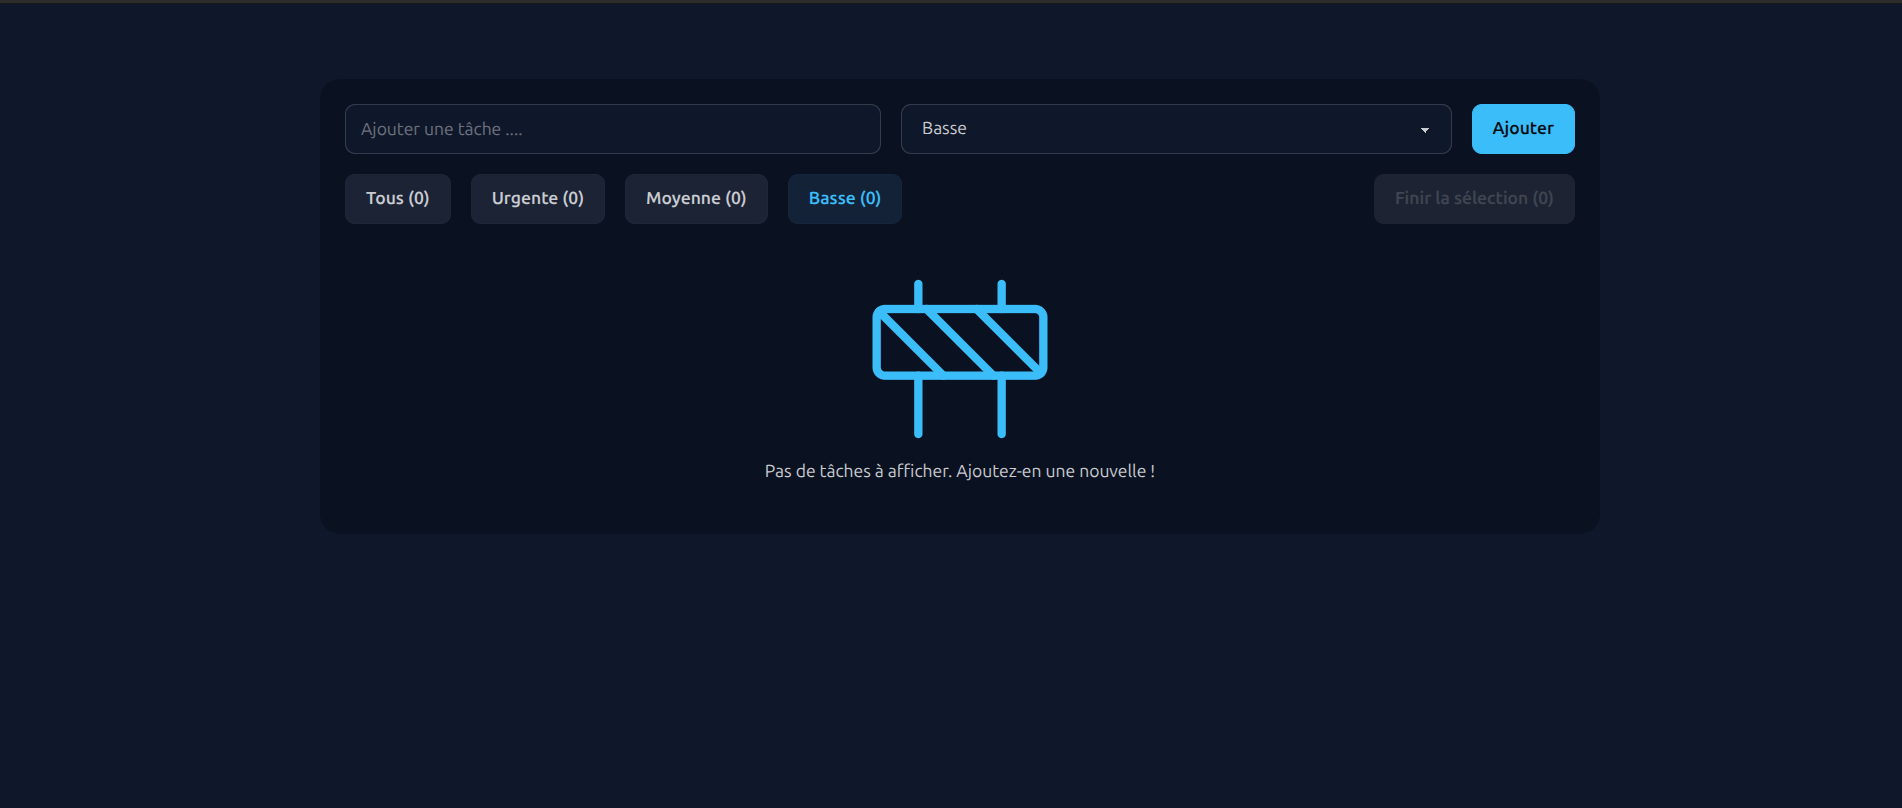 Ajouter une tâche ....
Basse
Ajouter
Tous (0)
Urgente (0)
Moyenne (0)
Basse (0)
Finir la sélection (0)
Pas de tâches à afficher. Ajoutez-en une nouvelle !